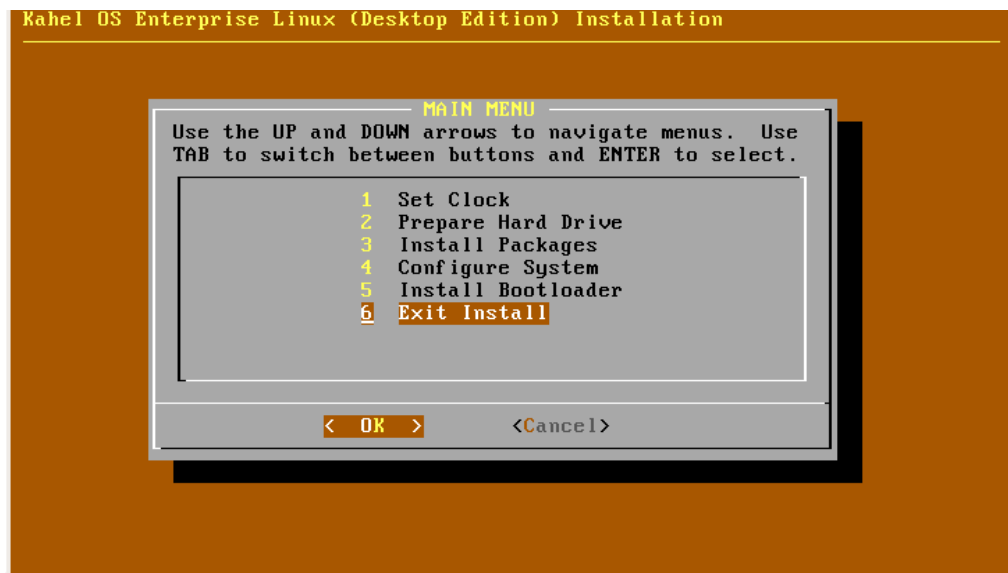 Kahel OS Enterprise Linux (Desktop Edition) Installation
MAIN MENU
Use the UP and DOWN arrows to navigate menus. Use
TAB to switch between buttons and ENTER to select.
1 Set Clock
2 Prepare Hard Drive
3 Install Packages
4 Configure System
5 Install Bootloader
6 Exit Install
< OK > <Cancel>